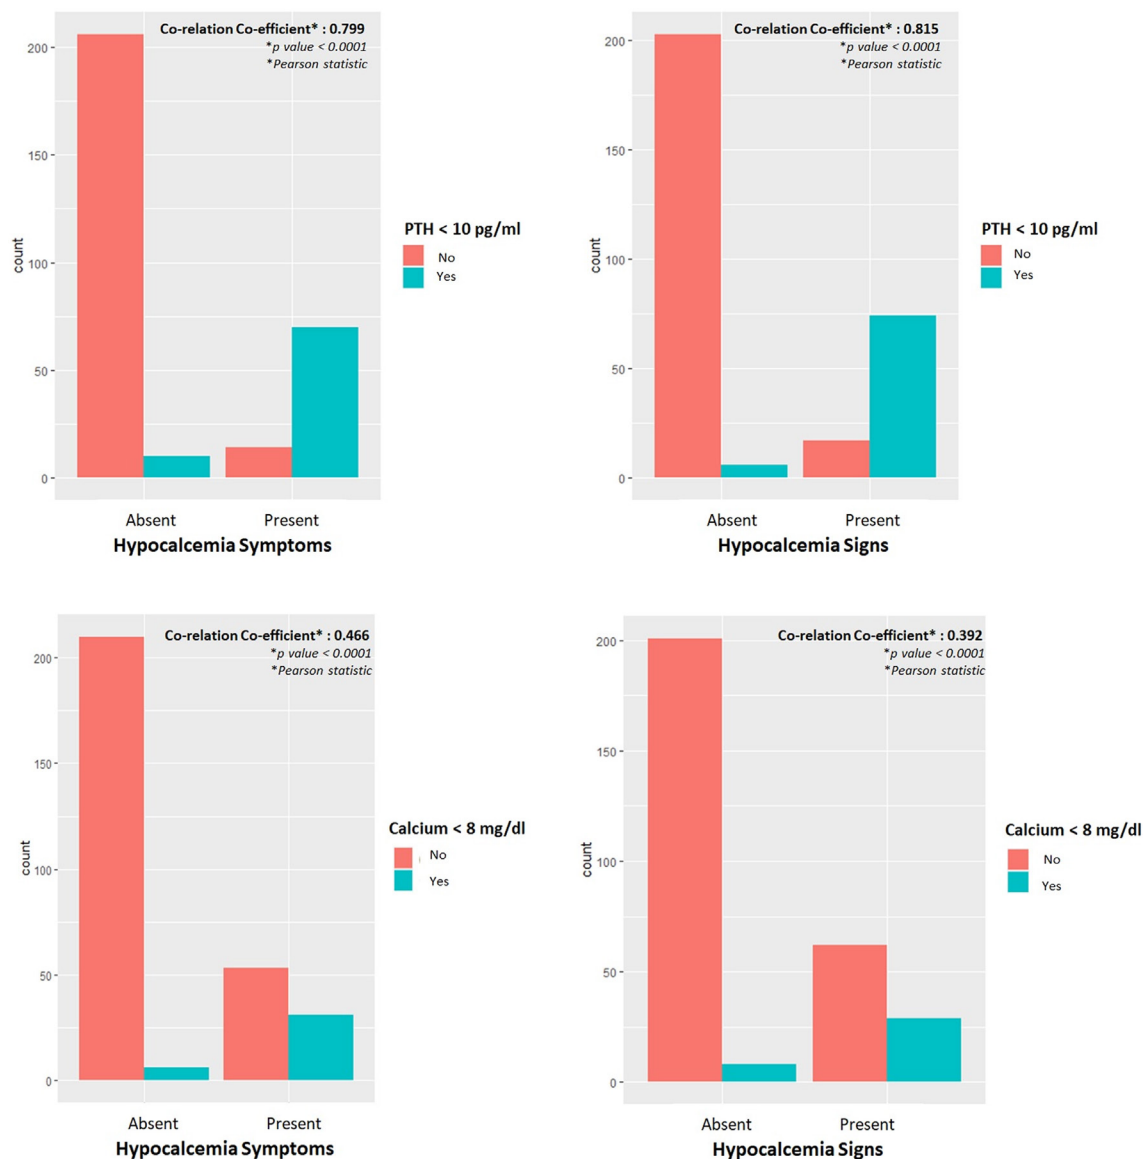 Co-relation Co-efficient* : 0.799
*p value < 0.0001
*Pearson statistic
200
150
100
50
0
count
PTH < 10 pg/ml
No
Yes
Absent Present
Hypocalcemia Symptoms
Co-relation Co-efficient* : 0.815
*p value < 0.0001
*Pearson statistic
200
150
100
50
0
count
PTH < 10 pg/ml
No
Yes
Absent Present
Hypocalcemia Signs
Co-relation Co-efficient* : 0.466
*p value < 0.0001
*Pearson statistic
200
150
100
50
0
count
Calcium < 8 mg/dl
No
Yes
Absent Present
Hypocalcemia Symptoms
Co-relation Co-efficient* : 0.392
*p value < 0.0001
*Pearson statistic
200
150
100
50
0
count
Calcium < 8 mg/dl
No
Yes
Absent Present
Hypocalcemia Signs